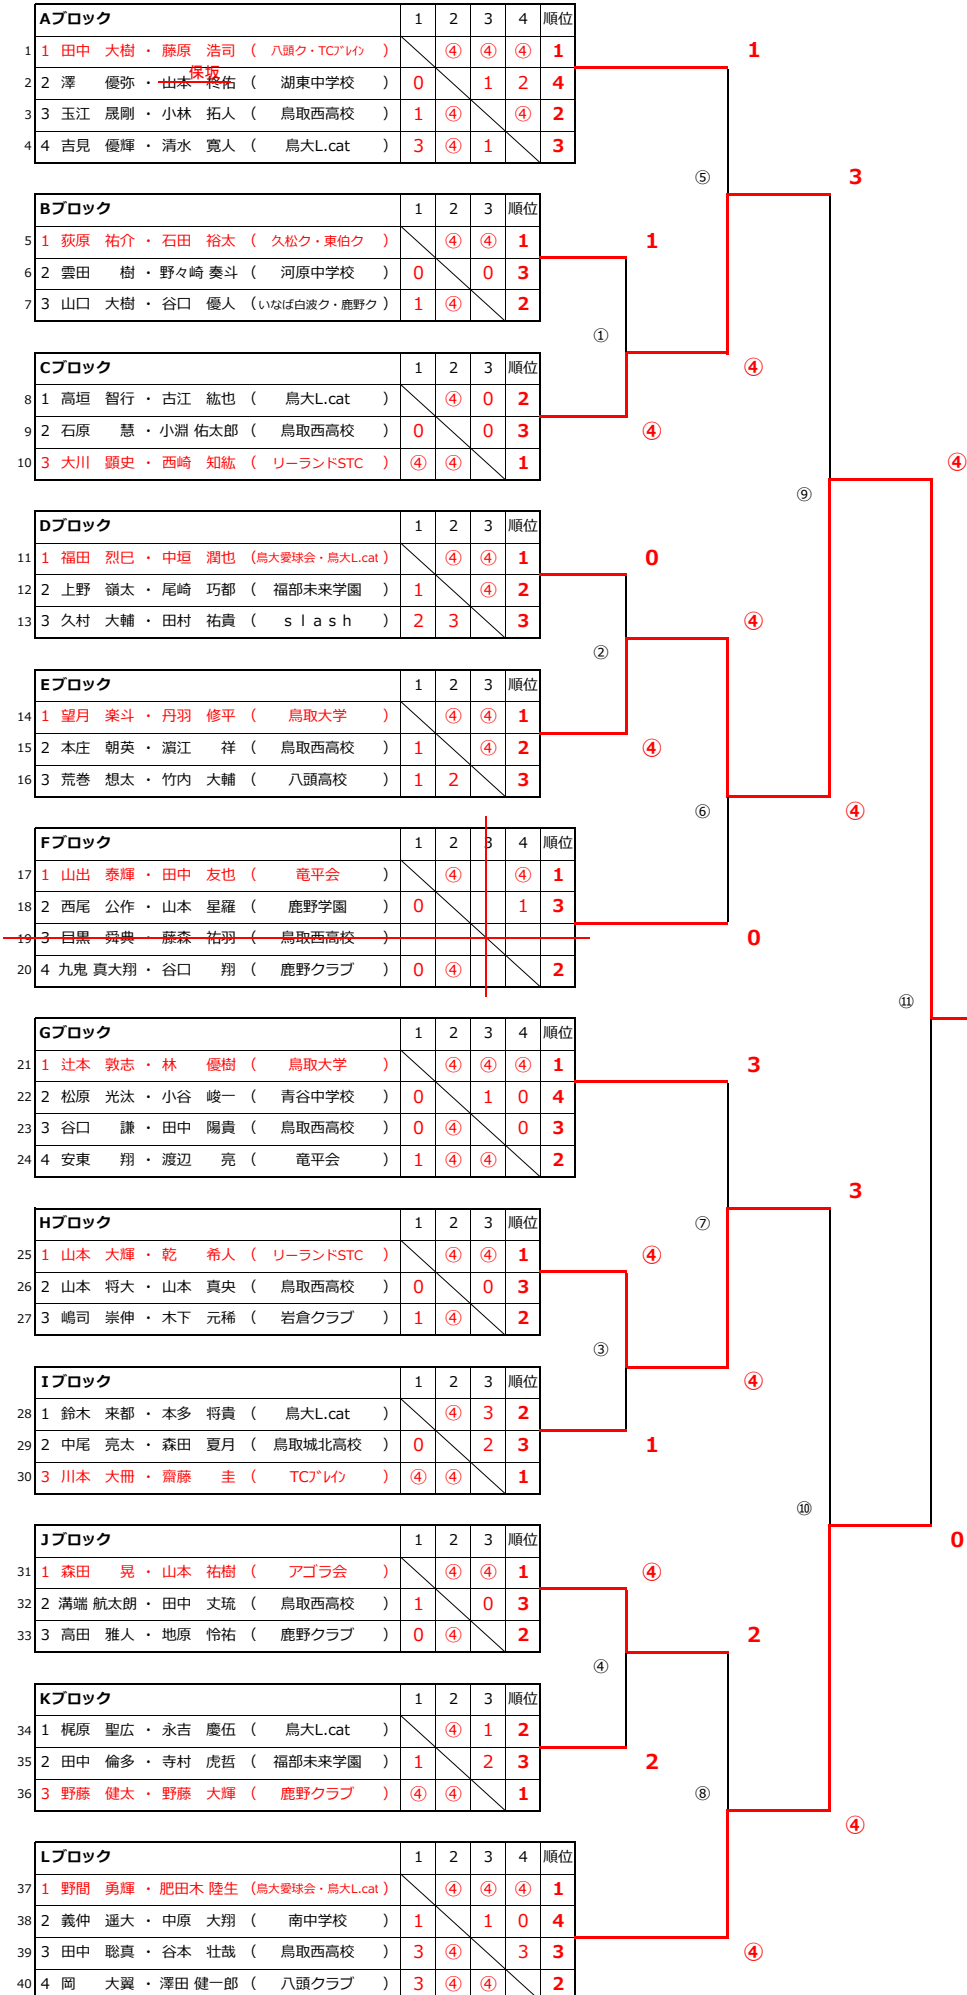 Aブロック 1 2 3 4 順位
1 1 田中 大樹 ・ 藤原 浩司 ( 八頭ク・TCブレイン ) ④ ④ ④ 1
保坂
2 2 澤 優弥 ・ 山本 柊佑 ( 湖東中学校 ) 0 1 2 4
3 3 玉江 晟剛 ・ 小林 拓人 ( 鳥取西高校 ) 1 ④ ④ 2
4 4 吉見 優輝 ・ 清水 寛人 ( 鳥大L.cat ) 3 ④ 1 3
1
⑤
3
Bブロック 1 2 3 順位
5 1 荻原 祐介 ・ 石田 裕太 ( 久松ク・東伯ク ) ④ ④ 1
6 2 雲田 樹 ・ 野々崎 奏斗 ( 河原中学校 ) 0 0 3
7 3 山口 大樹 ・ 谷口 優人 (いなば白波ク・鹿野ク) 1 ④ 2
1
①
④
Cブロック 1 2 3 順位
8 1 高垣 智行 ・ 古江 紘也 ( 鳥大L.cat ) ④ 0 2
9 2 石原 慧 ・ 小淵 佑太郎 ( 鳥取西高校 ) 0 0 3
10 3 大川 顕史 ・ 西崎 知紘 ( リーランドSTC ) ④ ④ 1
④
④
⑨
Dブロック 1 2 3 順位
11 1 福田 烈巳 ・ 中垣 潤也 (鳥大愛球会・鳥大L.cat) ④ ④ 1
12 2 上野 嶺太 ・ 尾崎 巧都 ( 福部未来学園 ) 1 ④ 2
13 3 久村 大輔 ・ 田村 祐貴 ( slash ) 2 3 3
0
④
②
Eブロック 1 2 3 順位
14 1 望月 楽斗 ・ 丹羽 修平 ( 鳥取大学 ) ④ ④ 1
15 2 本庄 朝英 ・ 濵江 祥 ( 鳥取西高校 ) 1 ④ 2
16 3 荒巻 想太 ・ 竹内 大輔 ( 八頭高校 ) 1 2 3
④
⑥
④
Fブロック 1 2 3 4 順位
17 1 山出 泰輝 ・ 田中 友也 ( 竜平会 ) ④ ④ 1
18 2 西尾 公作 ・ 山本 星羅 ( 鹿野学園 ) 0 1 3
19 3 目黒 舜典 ・ 藤森 祐羽 ( 鳥取西高校 )
20 4 九鬼 真大翔 ・ 谷口 翔 ( 鹿野クラブ ) 0 ④ 2
0
⑪
Gブロック 1 2 3 4 順位
21 1 辻本 敦志 ・ 林 優樹 ( 鳥取大学 ) ④ ④ ④ 1
22 2 松原 光汰 ・ 小谷 峻一 ( 青谷中学校 ) 0 1 0 4
23 3 谷口 謙 ・ 田中 陽貴 ( 鳥取西高校 ) 0 ④ 0 3
24 4 安東 翔 ・ 渡辺 亮 ( 竜平会 ) 1 ④ ④ 2
3
3
⑦
Hブロック 1 2 3 順位
25 1 山本 大輝 ・ 乾 希人 ( リーランドSTC ) ④ ④ 1
26 2 山本 将大 ・ 山本 真央 ( 鳥取西高校 ) 0 0 3
27 3 嶋司 崇伸 ・ 木下 元稀 ( 岩倉クラブ ) 1 ④ 2
④
③
④
Iブロック 1 2 3 順位
28 1 鈴木 来都 ・ 本多 将貴 ( 鳥大L.cat ) ④ 3 2
29 2 中尾 亮太 ・ 森田 夏月 ( 鳥取城北高校 ) 0 2 3
30 3 川本 大冊 ・ 齋藤 圭 ( TCブレイン ) ④ ④ 1
1
⑩
0
Jブロック 1 2 3 順位
31 1 森田 晃 ・ 山本 祐樹 ( アゴラ会 ) ④ ④ 1
32 2 溝端 航太朗 ・ 田中 丈琉 ( 鳥取西高校 ) 1 0 3
33 3 高田 雅人 ・ 地原 怜祐 ( 鹿野クラブ ) 0 ④ 2
④
2
④
Kブロック 1 2 3 順位
34 1 梶原 聖広 ・ 永吉 慶伍 ( 鳥大L.cat ) ④ 1 2
35 2 田中 倫多 ・ 寺村 虎哲 ( 福部未来学園 ) 1 2 3
36 3 野藤 健太 ・ 野藤 大輝 ( 鹿野クラブ ) ④ ④ 1
2
⑧
④
Lブロック 1 2 3 4 順位
37 1 野間 勇輝 ・ 肥田木 陸生 (鳥大愛球会・鳥大L.cat) ④ ④ ④ 1
38 2 義仲 遥大 ・ 中原 大翔 ( 南中学校 ) 1 1 0 4
39 3 田中 聡真 ・ 谷本 壮哉 ( 鳥取西高校 ) 3 ④ 3 3
40 4 岡 大翼 ・ 澤田 健一郎 ( 八頭クラブ ) 3 ④ ④ 2
④